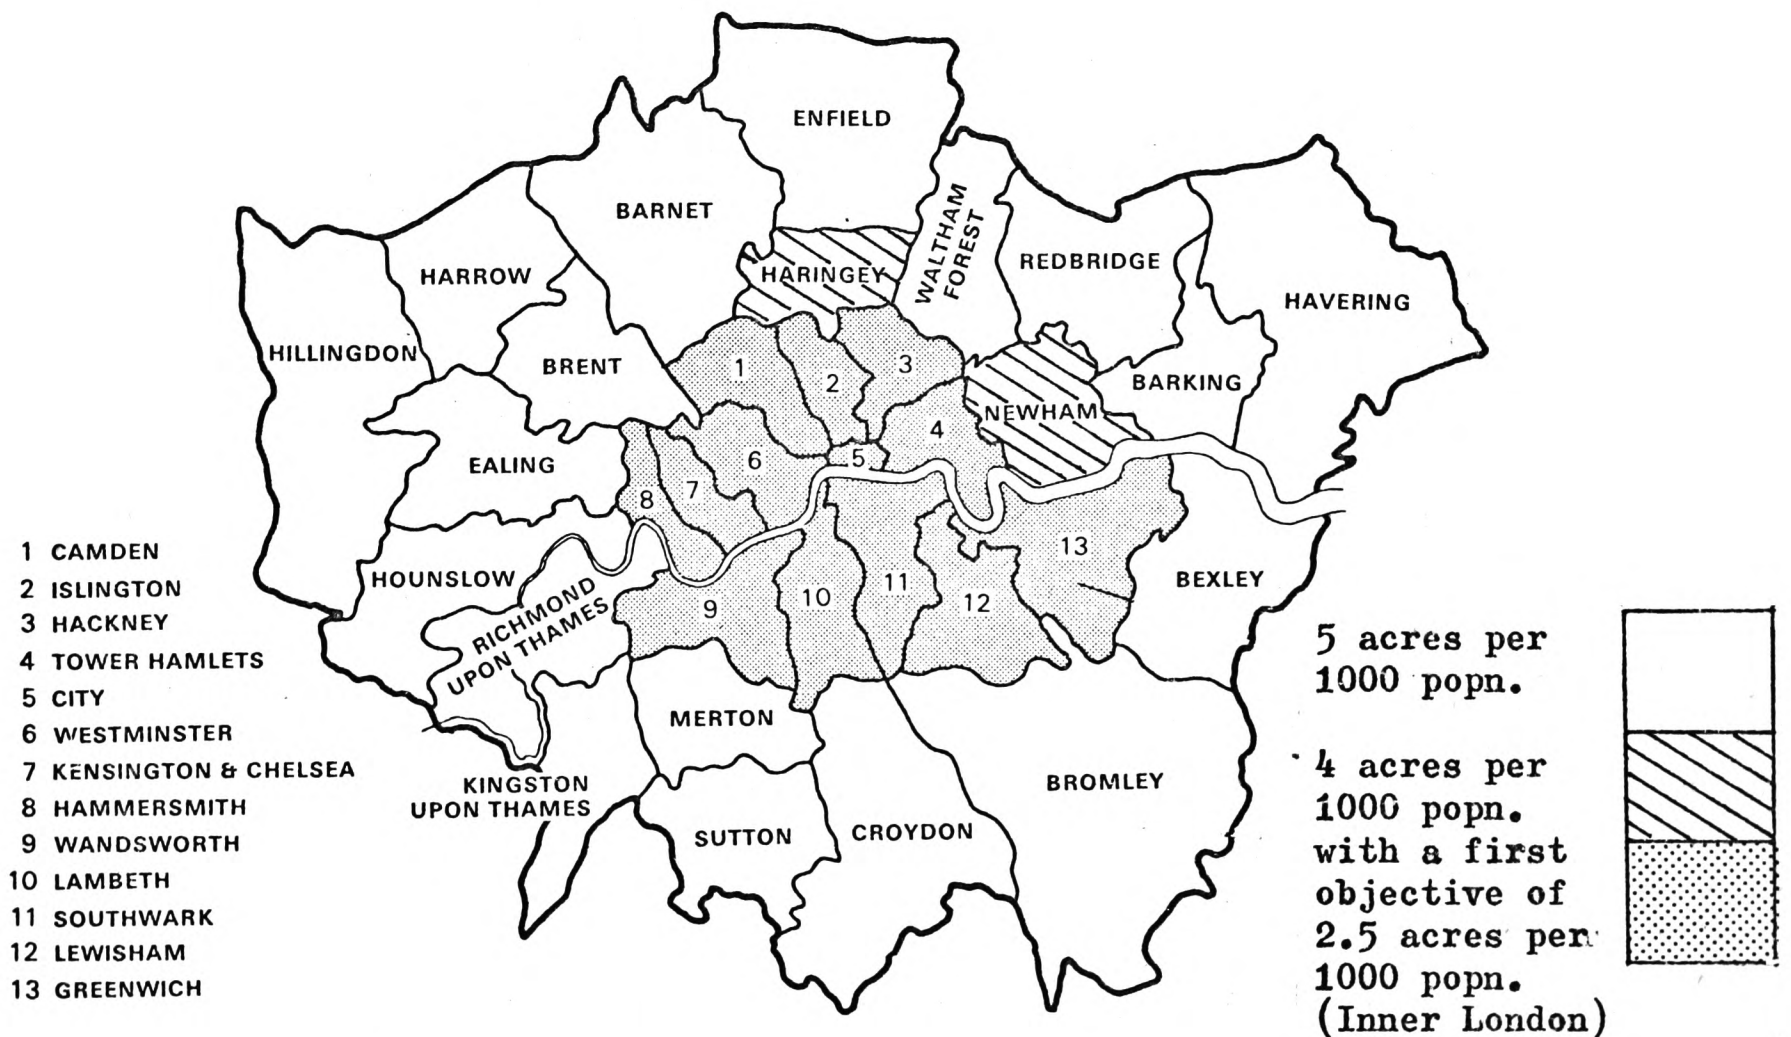 ENFIELD
BARNET
HARROW
HARINGEY
WALTHAM
FOREST
REDBRIDGE
HAVERING
HILLINGDON
BRENT
BARKING
NEWHAM
EALING
HOUNSLOW
RICHMOND
UPON THAMES
BEXLEY
MERTON
KINGSTON
UPON THAMES
SUTTON
CROYDON
BROMLEY
1
2
3
4
5
6
7
8
9
10
11
12
13
1 CAMDEN
2 ISLINGTON
3 HACKNEY
4 TOWER HAMLETS
5 CITY
6 WESTMINSTER
7 KENSINGTON & CHELSEA
8 HAMMERSMITH
9 WANDSWORTH
10 LAMBETH
11 SOUTHWARK
12 LEWISHAM
13 GREENWICH
5 acres per
1000 popn.
4 acres per
1000 popn.
with a first
objective of
2.5 acres per
1000 popn.
(Inner London)